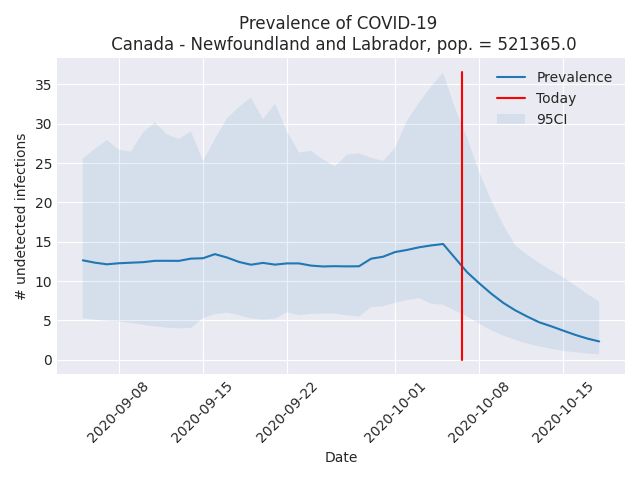 Prevalence of COVID-19
Canada - Newfoundland and Labrador, pop. = 521365.0
Prevalence
Today
95CI
# undetected infections
35
30
25
20
15
10
5
0
2020-09-08
2020-09-15
2020-09-22
2020-10-01
2020-10-08
2020-10-15
Date